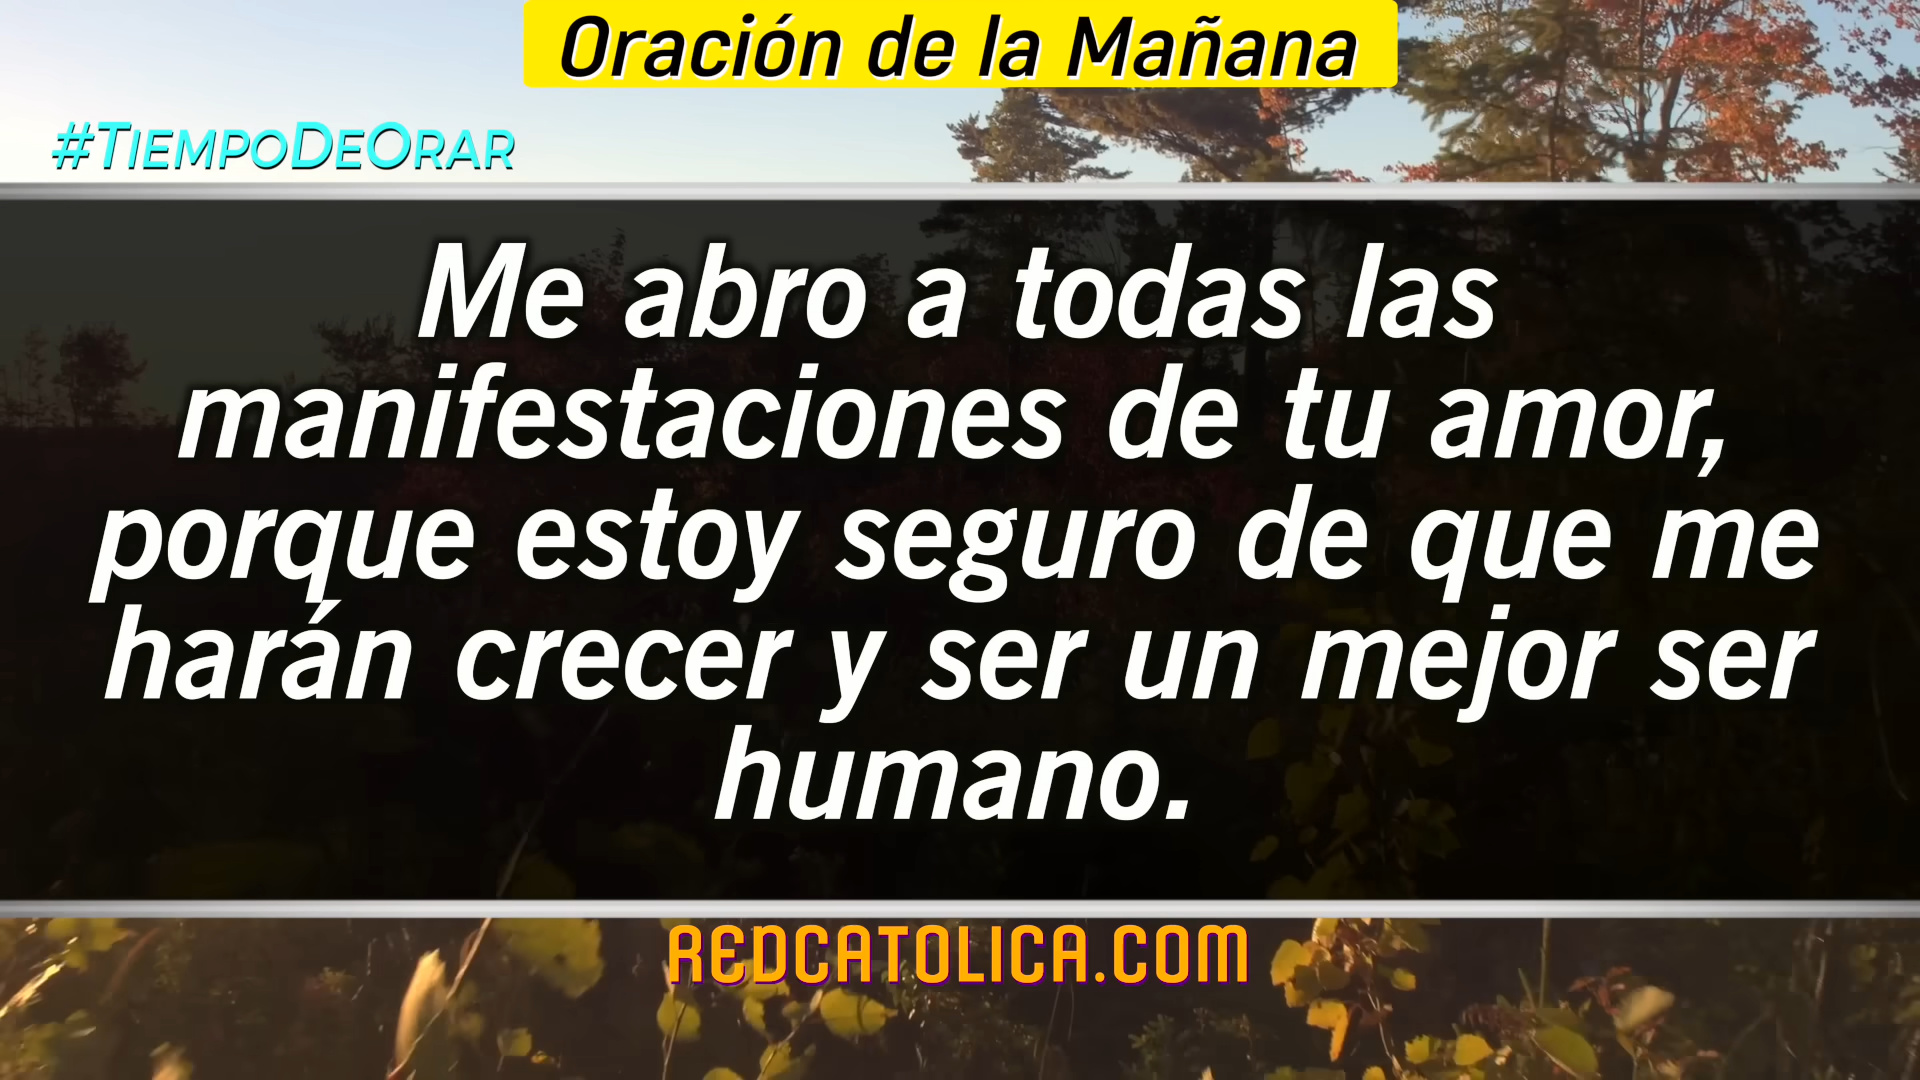 Oración de la Mañana
#TiempoDeOrar
Me abro a todas las
manifestaciones de tu amor,
porque estoy seguro de que me
harán crecer y ser un mejor ser
humano.
REDCATOLICA.COM